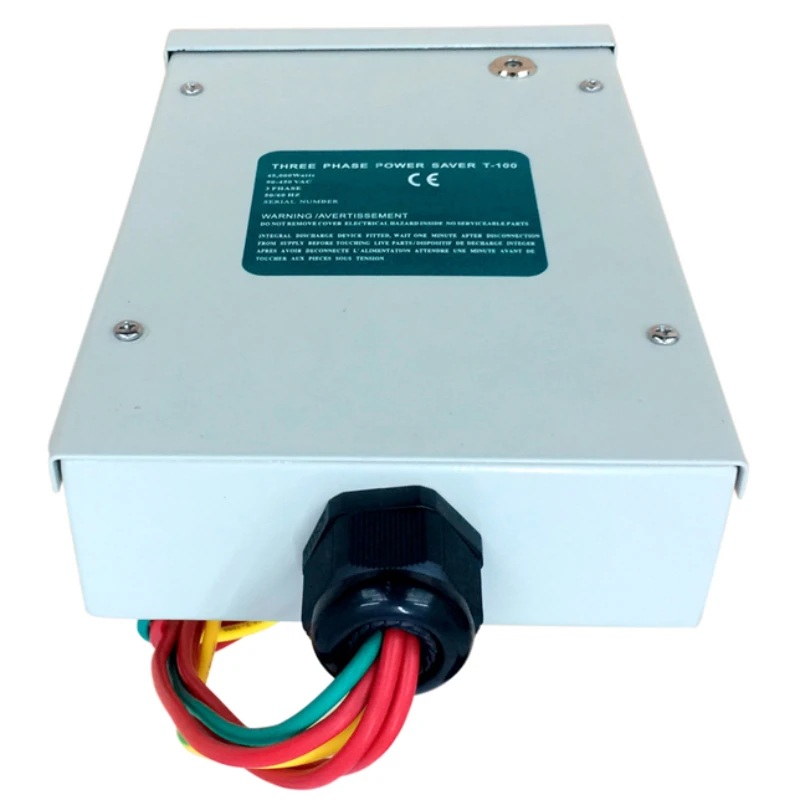 THREE PHASE POWER SAVER T-100
48,000Watts
90-450 VAC
3 PHASE
50/60 HZ
SERIAL NUMBER
CE
WARNING/AVERTISSEMENT
DO NOT REMOVE COVER ELECTRICAL HAZARD INSIDE NO SERVICEABLE PARTS
INTEGRAL DISCHARGE DEVICE FITTED, WAIT ONE MINUTE AFTER DISCONNECTION
FROM SUPPLY BEFORE TOUCHING LIVE PARTS/DISPOSITIF DE DECHARGE INTEGER
APRES AVOIR DECONNECTE L'ALIMENTATION ATTENDRE UNE MINUTE AVANT DE
TOUCHER AUX PIECES SOUS TENSION